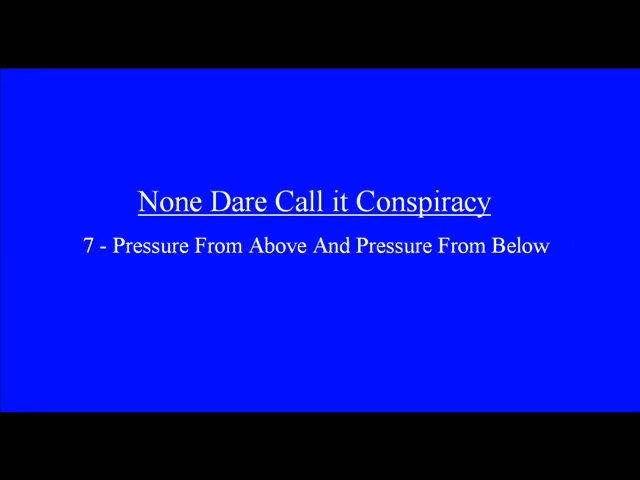 None Dare Call it Conspiracy
7 - Pressure From Above And Pressure From Below